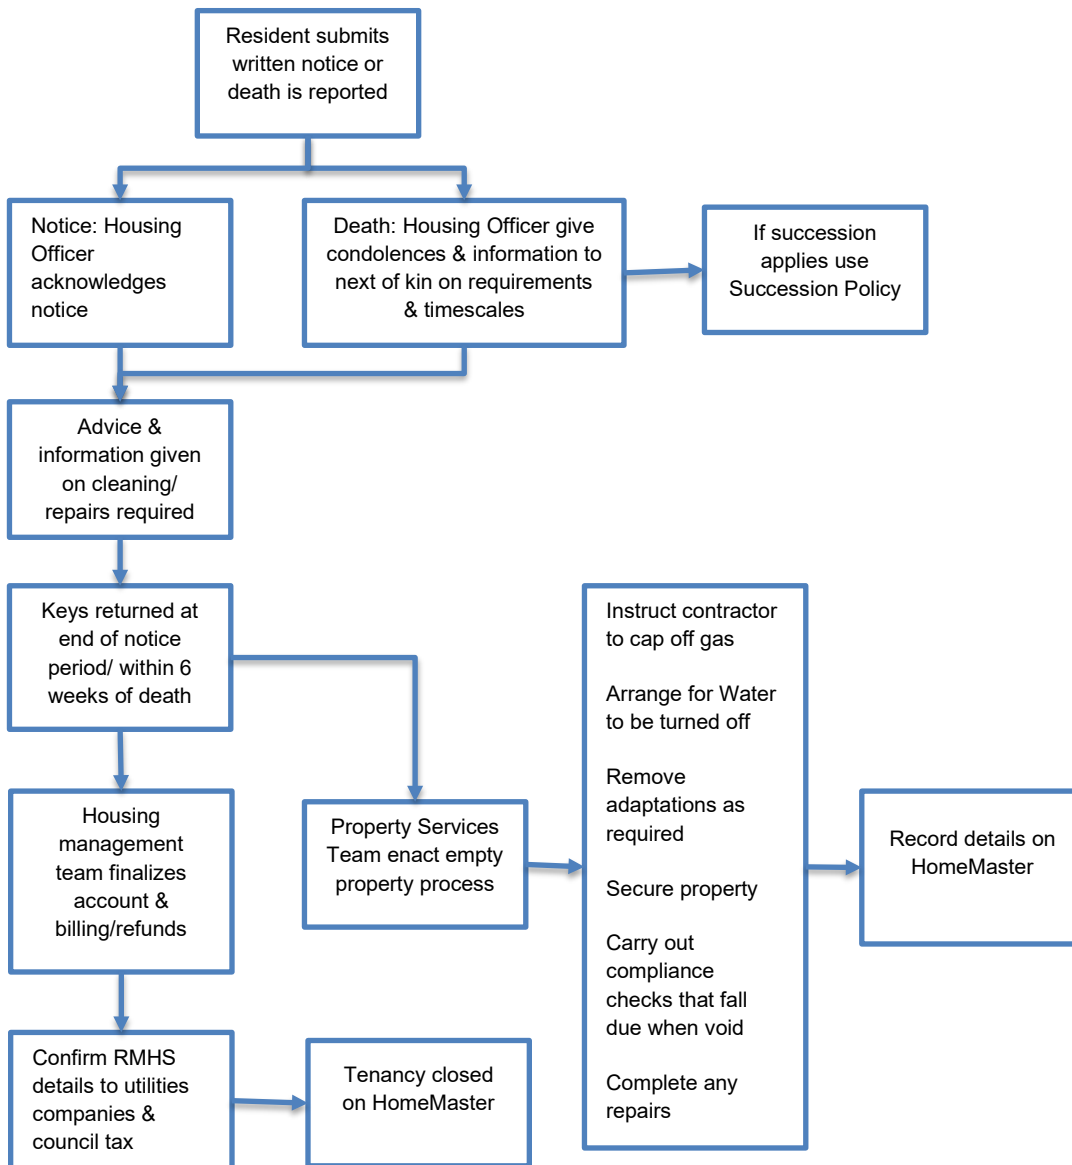 Resident submits
written notice or
death is reported
Notice: Housing
Officer
acknowledges
notice
Death: Housing Officer give
condolences & information to
next of kin on requirements
& timescales
If succession
applies use
Succession Policy
Advice &
information given
on cleaning/
repairs required
Keys returned at
end of notice
period/ within 6
weeks of death
Housing
management
team finalizes
account &
billing/refunds
Property Services
Team enact empty
property process
Instruct contractor
to cap off gas
Arrange for Water
to be turned off
Remove
adaptations as
required
Secure property
Carry out
compliance
checks that fall
due when void
Complete any
repairs
Record details on
HomeMaster
Confirm RMHS
details to utilities
companies &
council tax
Tenancy closed
on HomeMaster